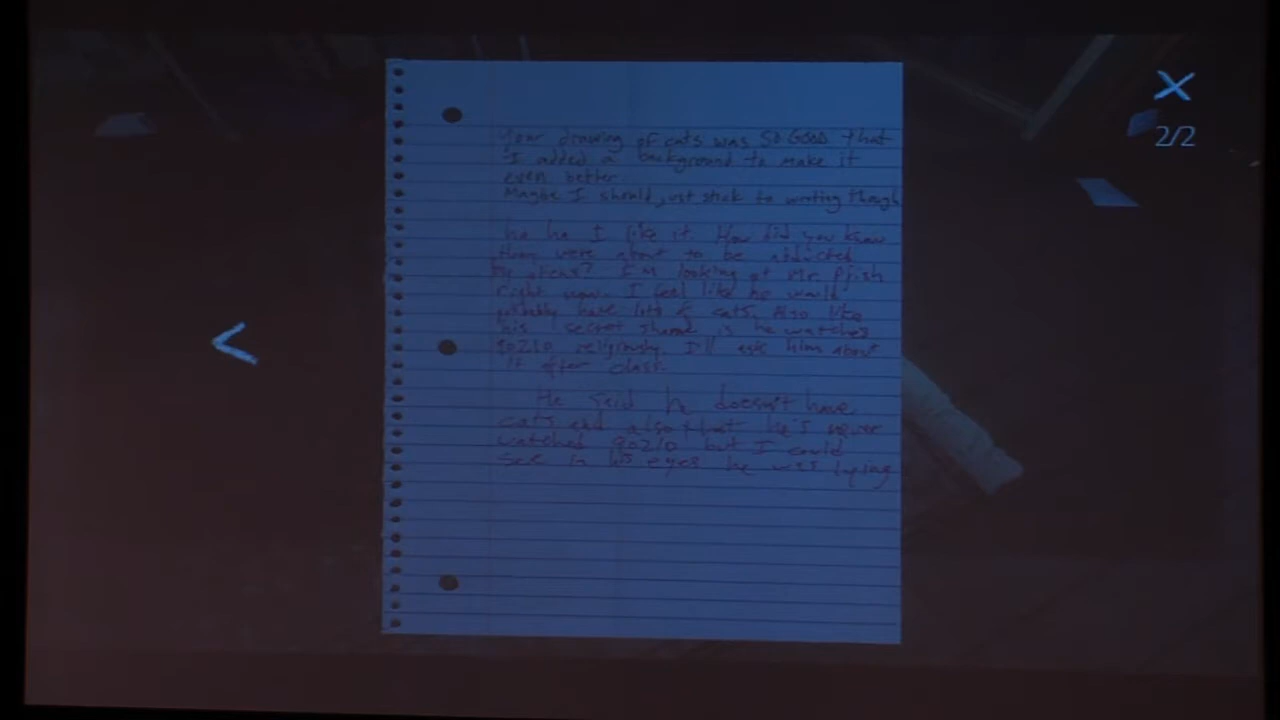 Your drawing of cats was SO GOOD that
I added a background to make it
even better.
Maybe I should just stick to writing though
ha ha I like it. How did you know
they were about to be abducted
by aliens? I'm looking at Mr. Pfish
right now. I feel like he would
probably have lots of cats. Also like
his secret shame is he watches
90210 religiously. I'll ask him about
it after class.
He said he doesn't have
cats and also that he's never
watched 90210 but I could
see in his eyes he was lying
X
2/2
<